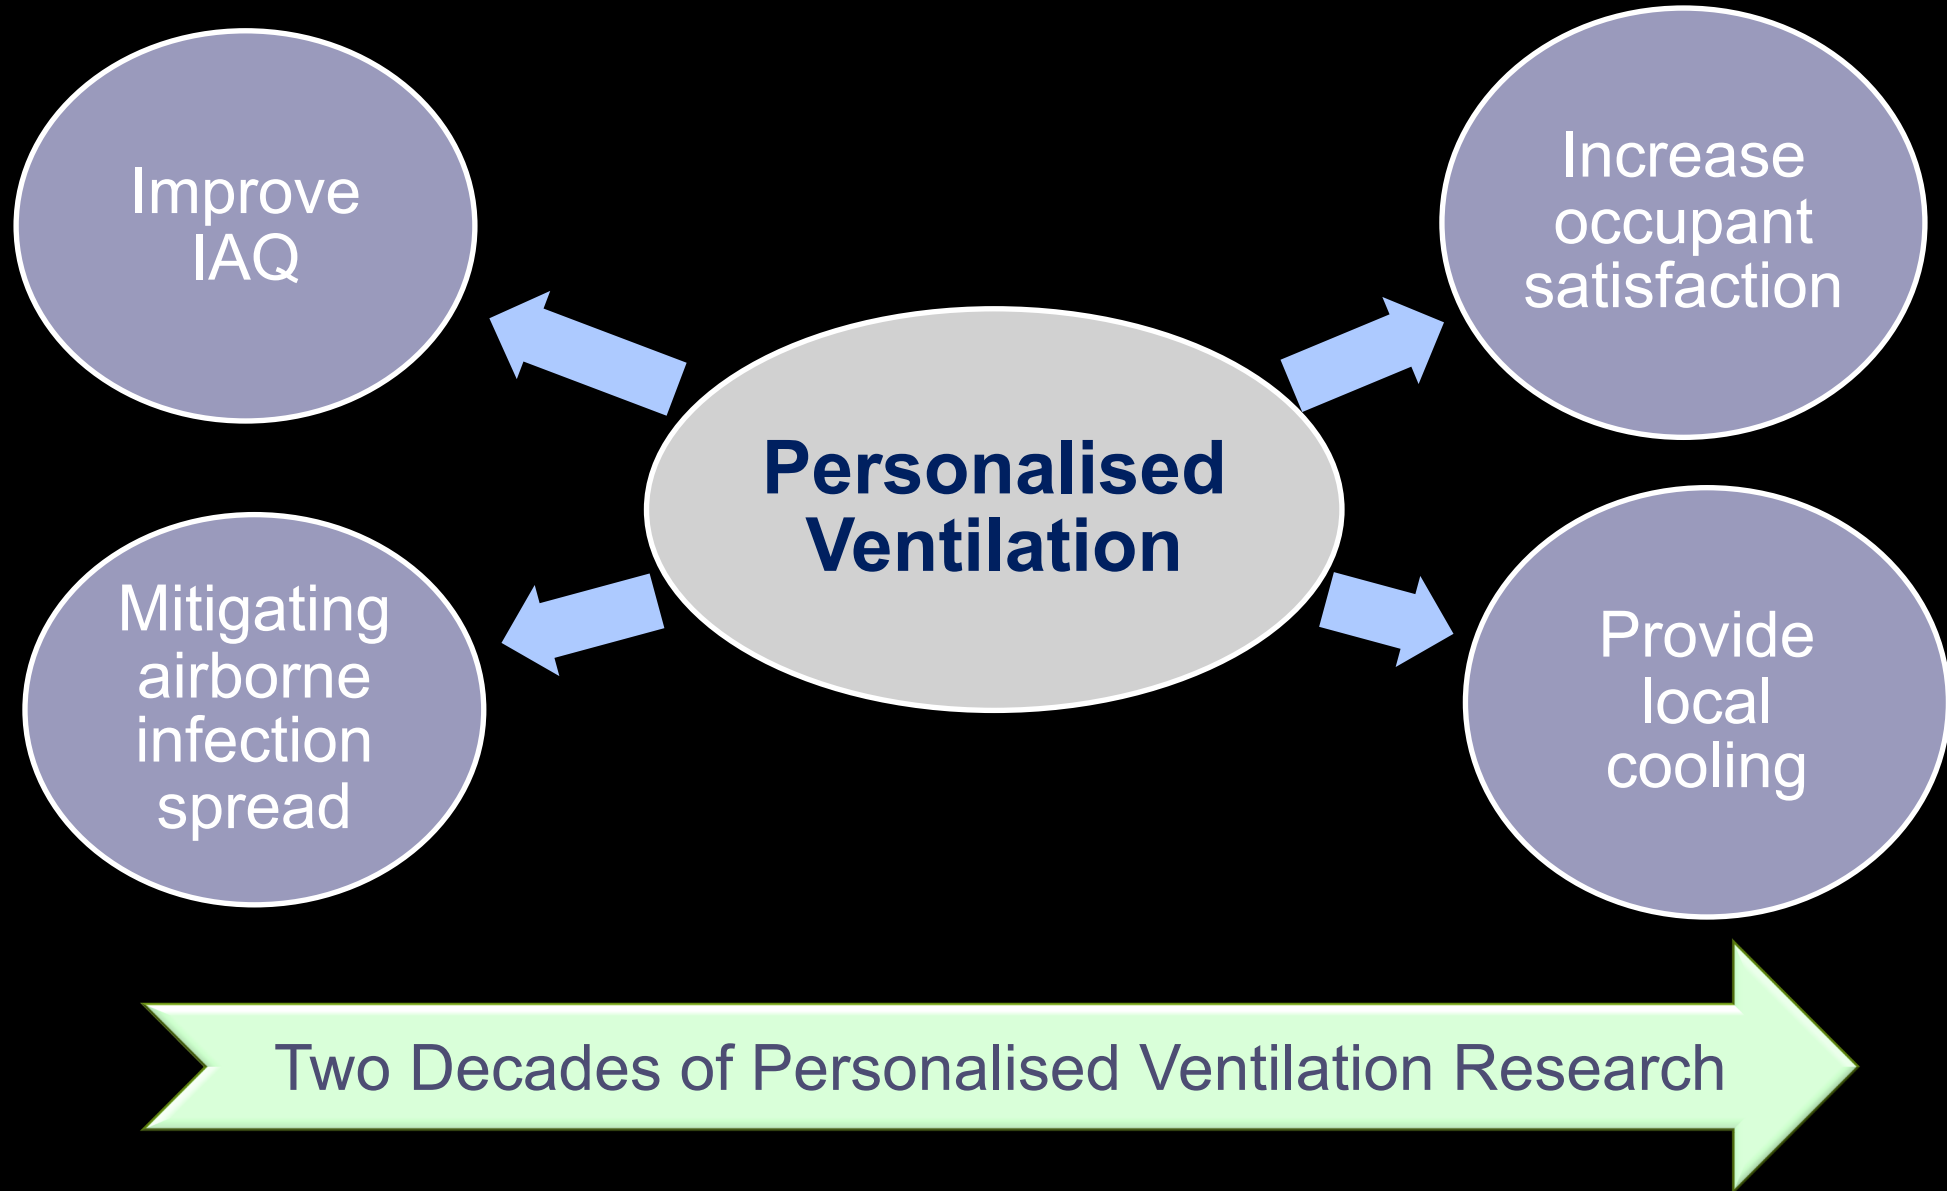 Improve
IAQ
Increase
occupant
satisfaction
Personalised
Ventilation
Mitigating
airborne
infection
spread
Provide
local
cooling
Two Decades of Personalised Ventilation Research